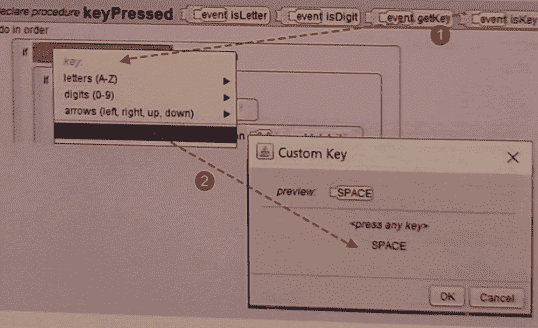 declare procedure keyPressed event isLetter event isDigit event getKey event isKey
do in order
if
key:
if letters (A-Z)
digits (0-9)
arrows (left, right, up, down)
1
2
Custom Key
preview: SPACE
<press any key>
SPACE
OK Cancel